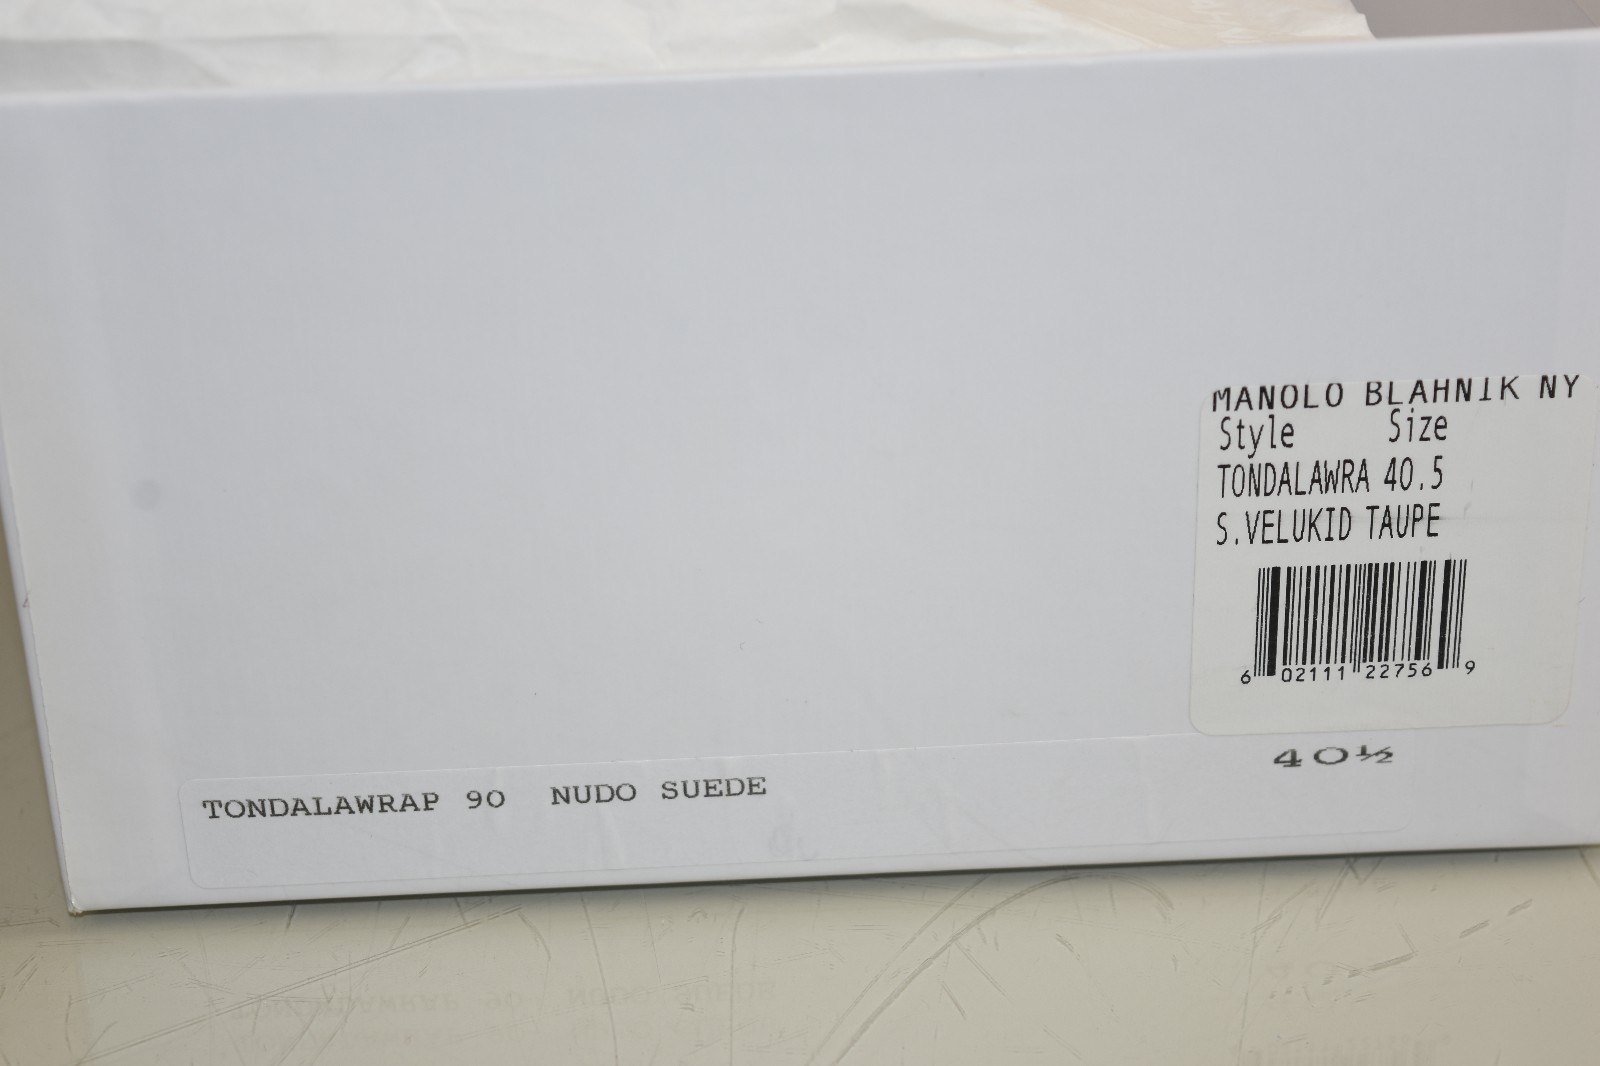 MANOLO BLAHNIK NY
Style Size
TONDALAWRA 40.5
S.VELUKID TAUPE
6 02111 22756 9
40½
TONDALAWRAP 90 NUDO SUEDE